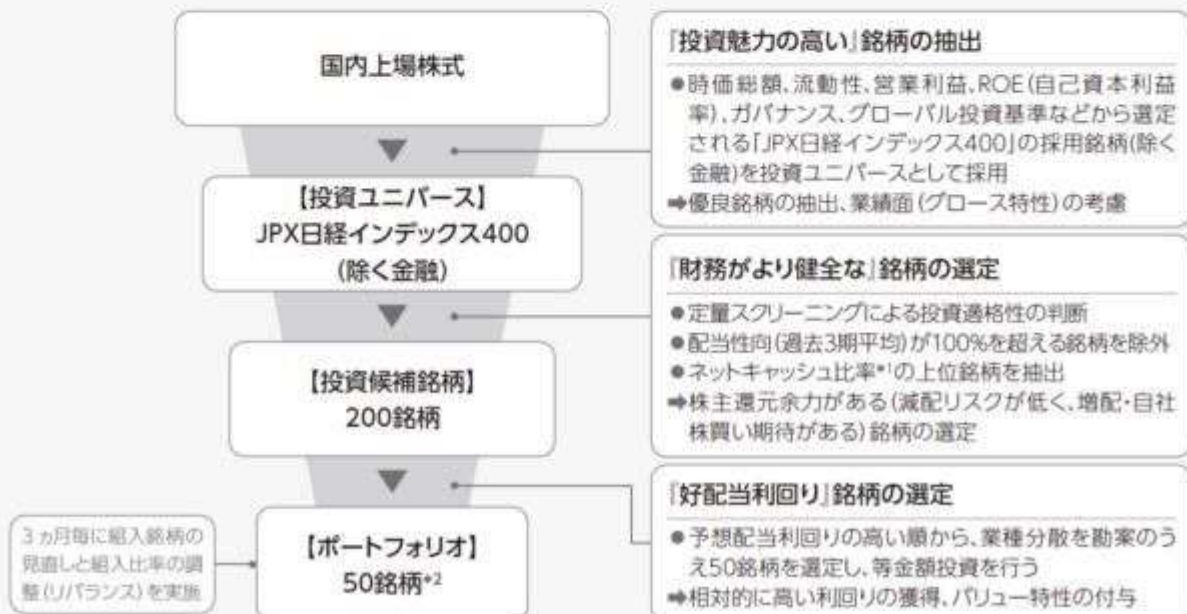 国内上場株式
『投資魅力の高い』銘柄の抽出
●時価総額、流動性、営業利益、ROE(自己資本利益
率)、ガバナンス、グローバル投資基準などから選定
される「JPX日経インデックス400」の採用銘柄(除く
金融)を投資ユニバースとして採用
➡優良銘柄の抽出、業績面(グロース特性)の考慮
【投資ユニバース】
JPX日経インデックス400
(除く金融)
『財務がより健全な』銘柄の選定
●定量スクリーニングによる投資適格性の判断
●配当性向(過去3期平均)が100%を超える銘柄を除外
●ネットキャッシュ比率*1の上位銘柄を抽出
➡株主還元余力がある(減配リスクが低く、増配・自社
株買い期待がある)銘柄の選定
【投資候補銘柄】
200銘柄
『好配当利回り』銘柄の選定
●予想配当利回りの高い順から、業種分散を勘案のう
え50銘柄を選定し、等金額投資を行う
➡相対的に高い利回りの獲得、バリュー特性の付与
3ヵ月毎に組入銘柄の
見直しと組入比率の調
整(リバランス)を実施
【ポートフォリオ】
50銘柄*2